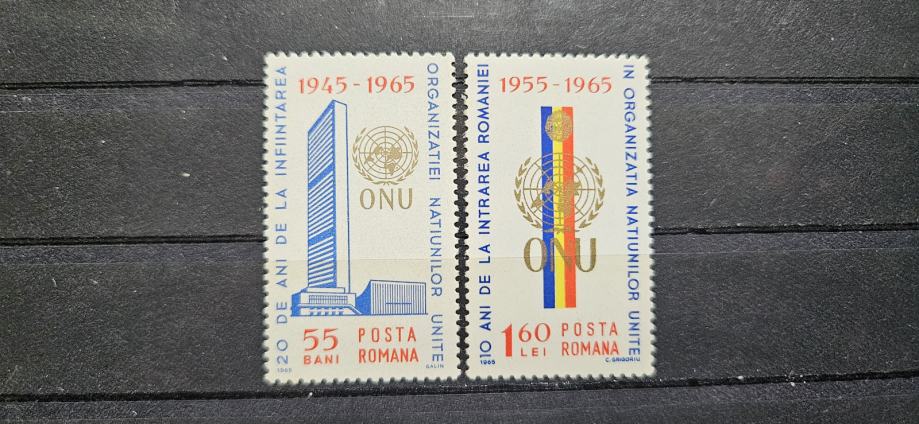 1945-1965
20 DE ANI DE LA INFIINTAREA
ORGANIZATIEI NATIUNILOR UNITE
ONU
55
BANI
POSTA
ROMANA
1965
GALIN
1955-1965
10 ANI DE LA INTRAREA ROMANIEI
IN ORGANIZATIA NATIUNILOR UNITE
ONU
1 60
LEI
POSTA
ROMANA
1965
C. GRIGORIU